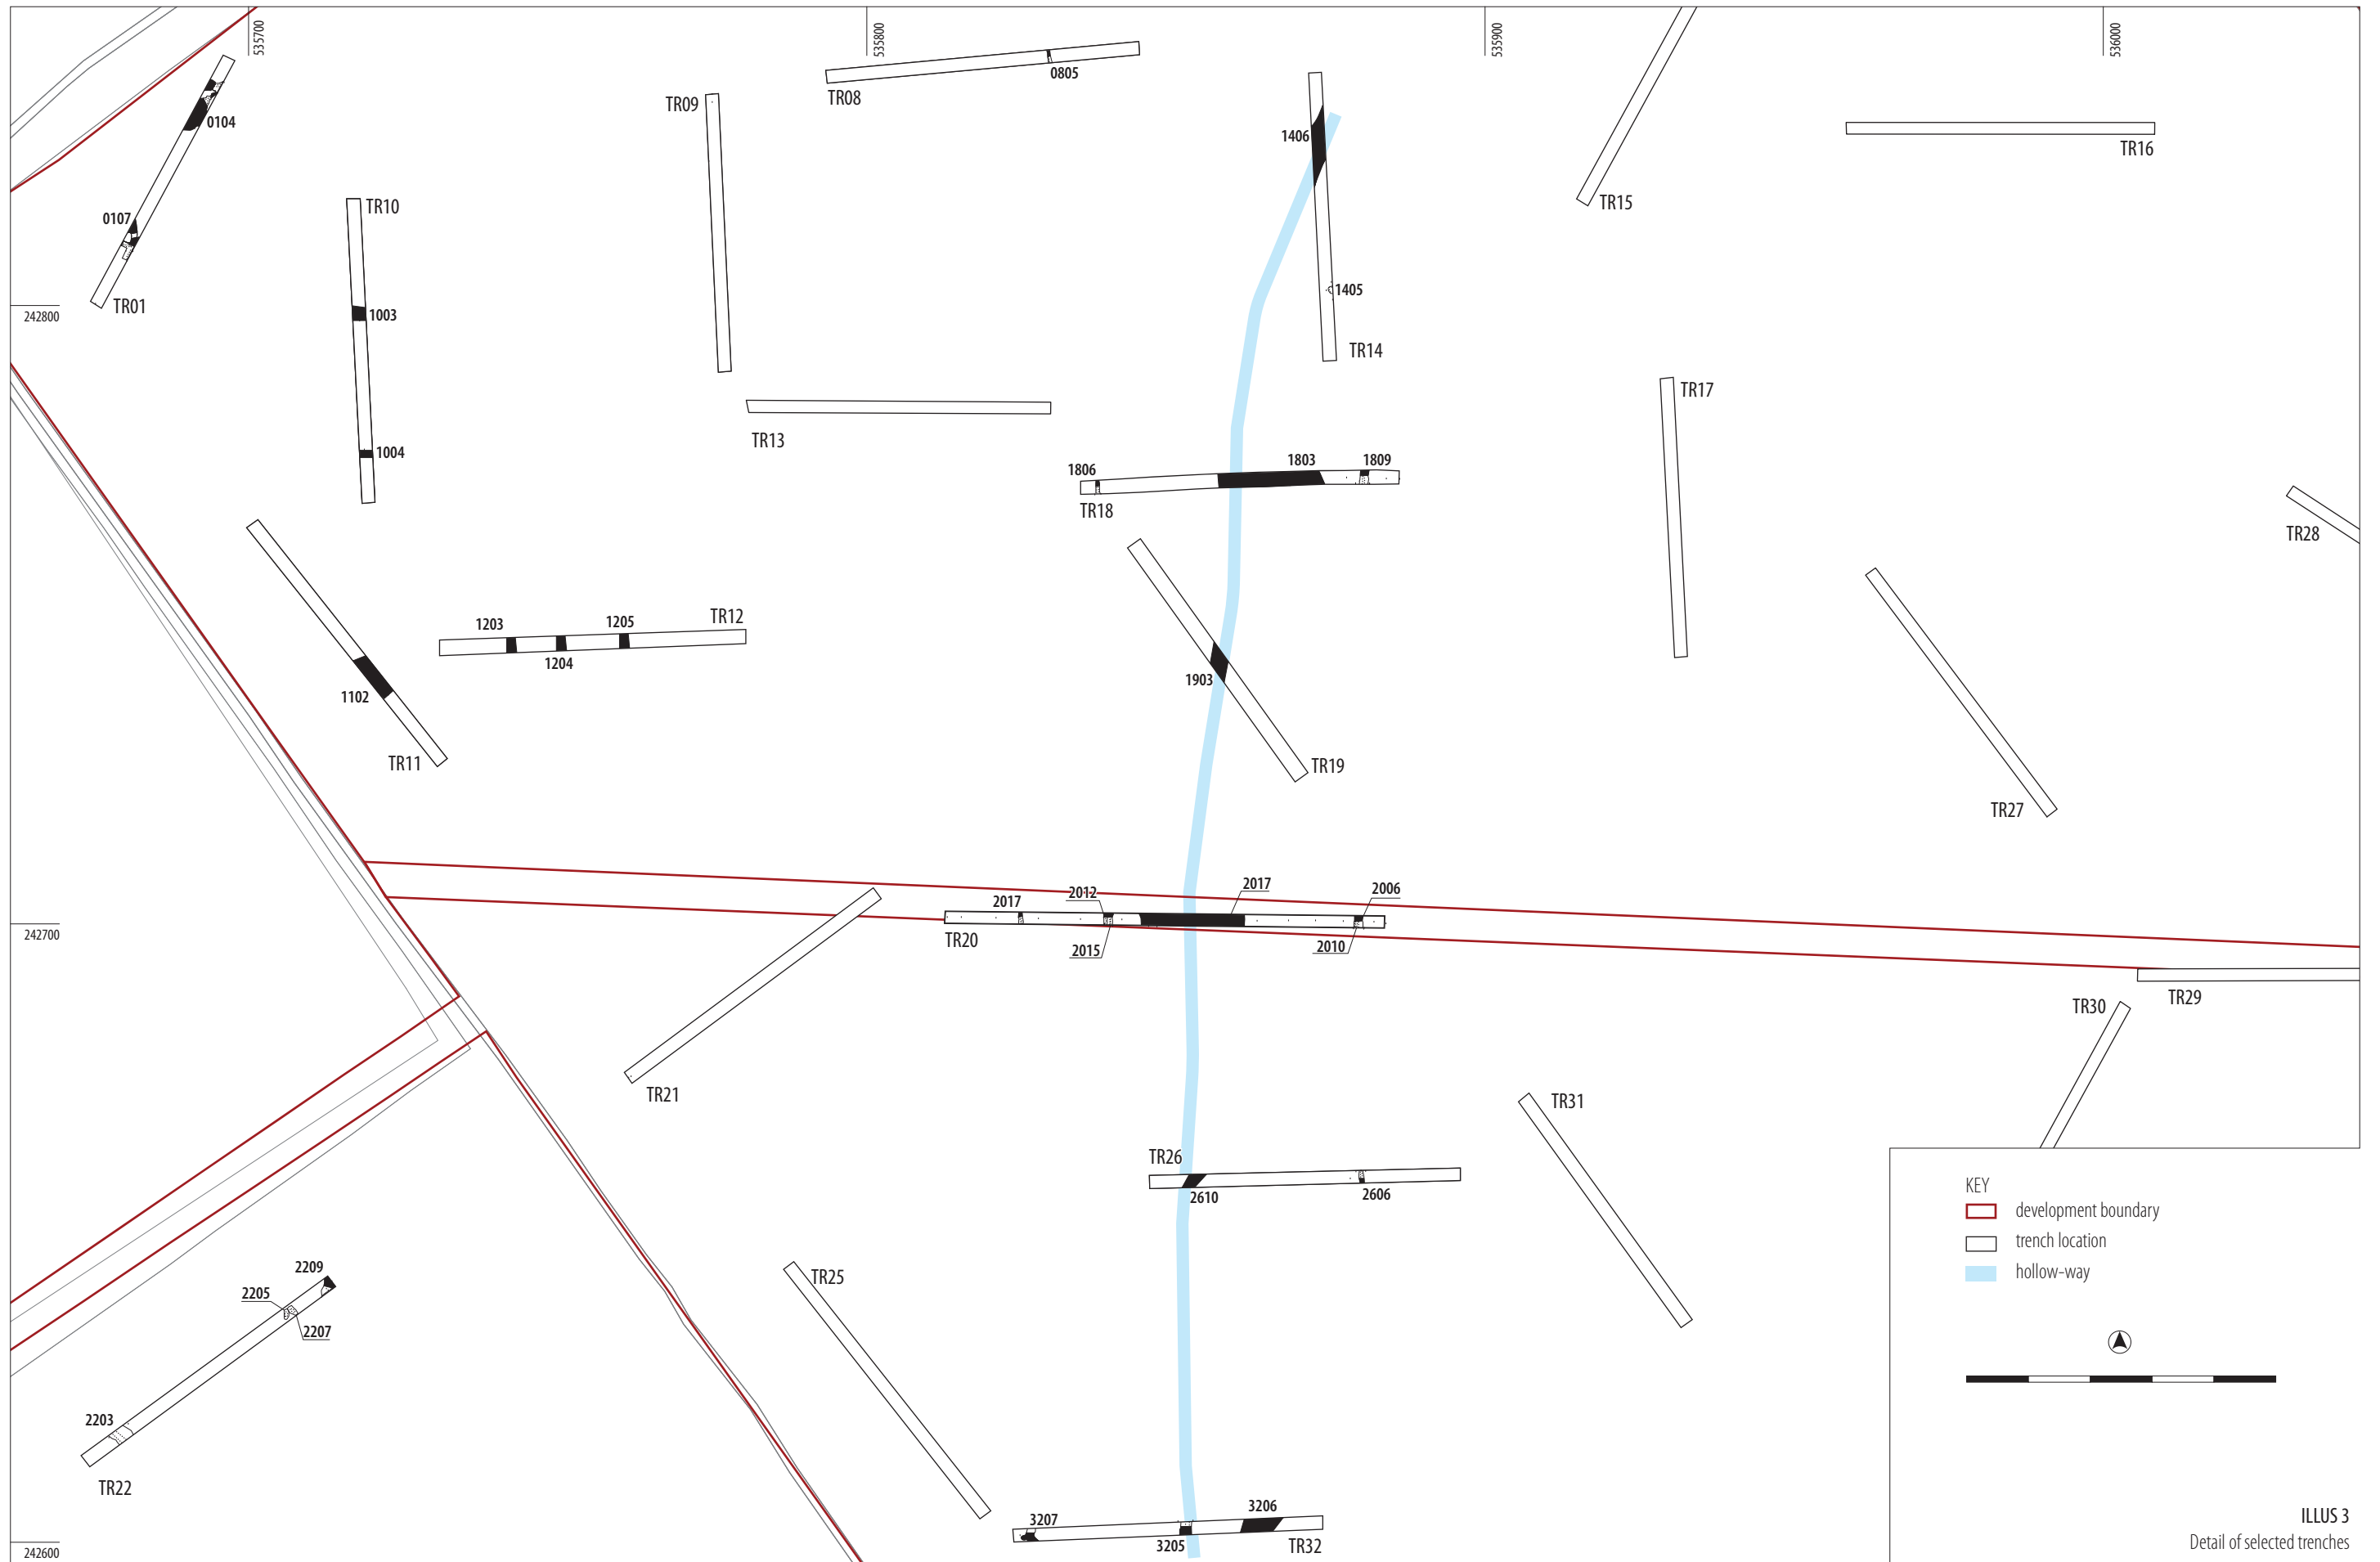 535700
535800
535900
536000
0805
TR08
TR09
0104
1406
TR16
TR15
TR10
0107
1405
TR01
242800
1003
TR14
TR17
TR13
1004
1806
1803
1809
TR18
TR28
1203
1205
TR12
1204
1903
1102
TR11
TR19
TR27
2017
2012
2017
2006
242700
TR20
2015
2010
TR29
TR30
TR21
TR31
TR26
2610
2606
2209
TR25
2205
2207
2203
TR22
3207
3206
3205
TR32
242600
KEY
development boundary
trench location
hollow-way
ILLUS 3
Detail of selected trenches